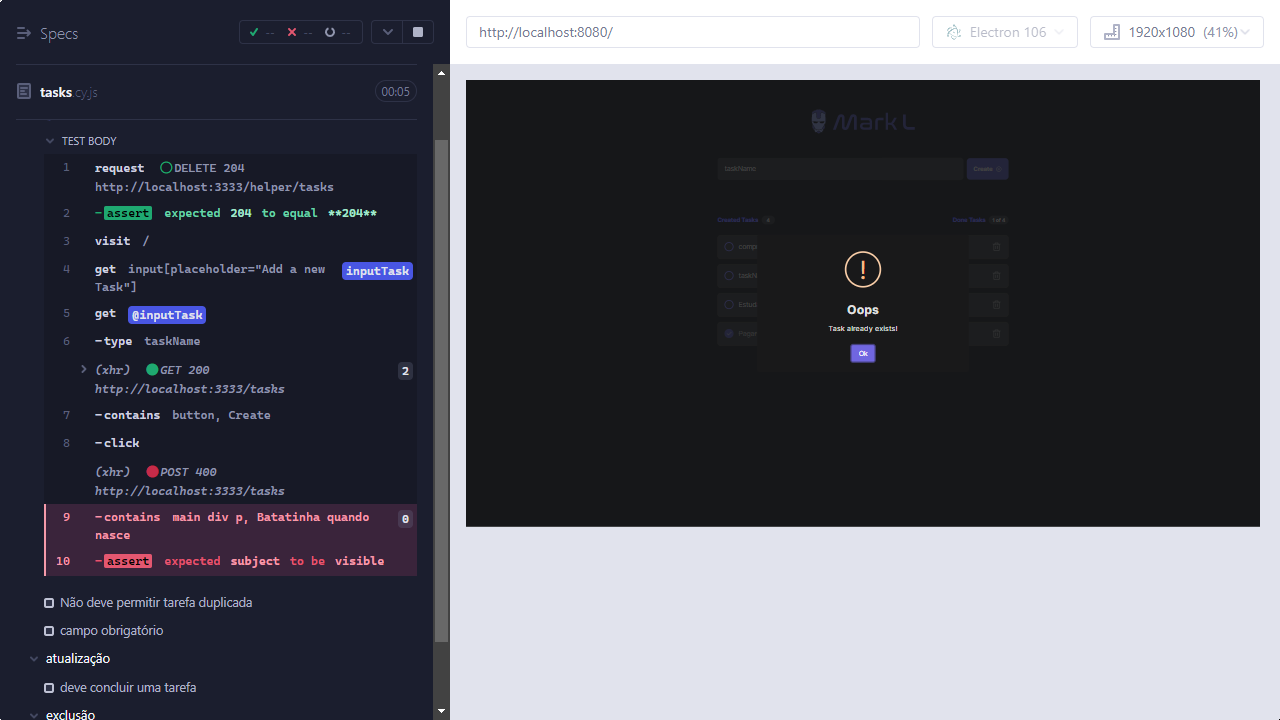 Specs
--
--
--
http://localhost:8080/
Electron 106
1920x1080 (41%)
tasks.cy.js
00:05
TEST BODY
1 request DELETE 204
http://localhost:3333/helper/tasks
2 -assert expected 204 to equal **204**
3 visit /
4 get input[placeholder="Add a new inputTask
Task"]
5 get @inputTask
6 -type taskName
(xhr) GET 200 2
http://localhost:3333/tasks
7 -contains button, Create
8 -click
(xhr) POST 400
http://localhost:3333/tasks
9 -contains main div p, Batatinha quando 0
nasce
10 -assert expected subject to be visible
Não deve permitir tarefa duplicada
campo obrigatório
atualização
deve concluir uma tarefa
exclusão
Mark L
taskName
Create
Created Tasks 4
Done Tasks 1 of 4
Oops
Task already exists!
Ok